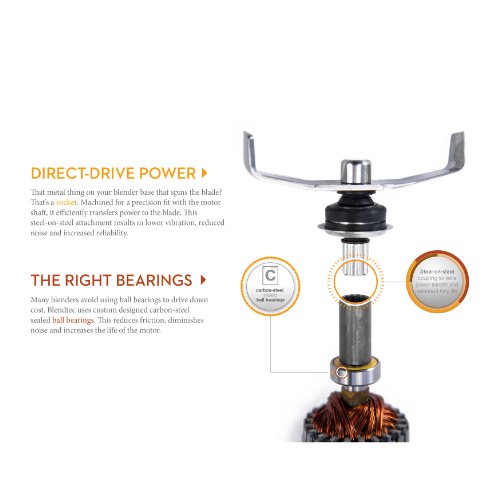 DIRECT-DRIVE POWER
That metal thing on your blender base that spins the blade?
That's a socket. Machined for a precision fit with the motor
shaft, it efficiently transfers power to the blade. This
steel-on-steel attachment results in lower vibration, reduced
noise and increased reliability.
THE RIGHT BEARINGS
Many blenders avoid using ball bearings to drive down
cost. Blendtec uses custom designed carbon-steel
sealed ball bearings. This reduces friction, diminishes
noise and increases the life of the motor.
C
carbon-steel
ball bearings
Steel-on-steel
coupling for extra
power transfer and
extended long life